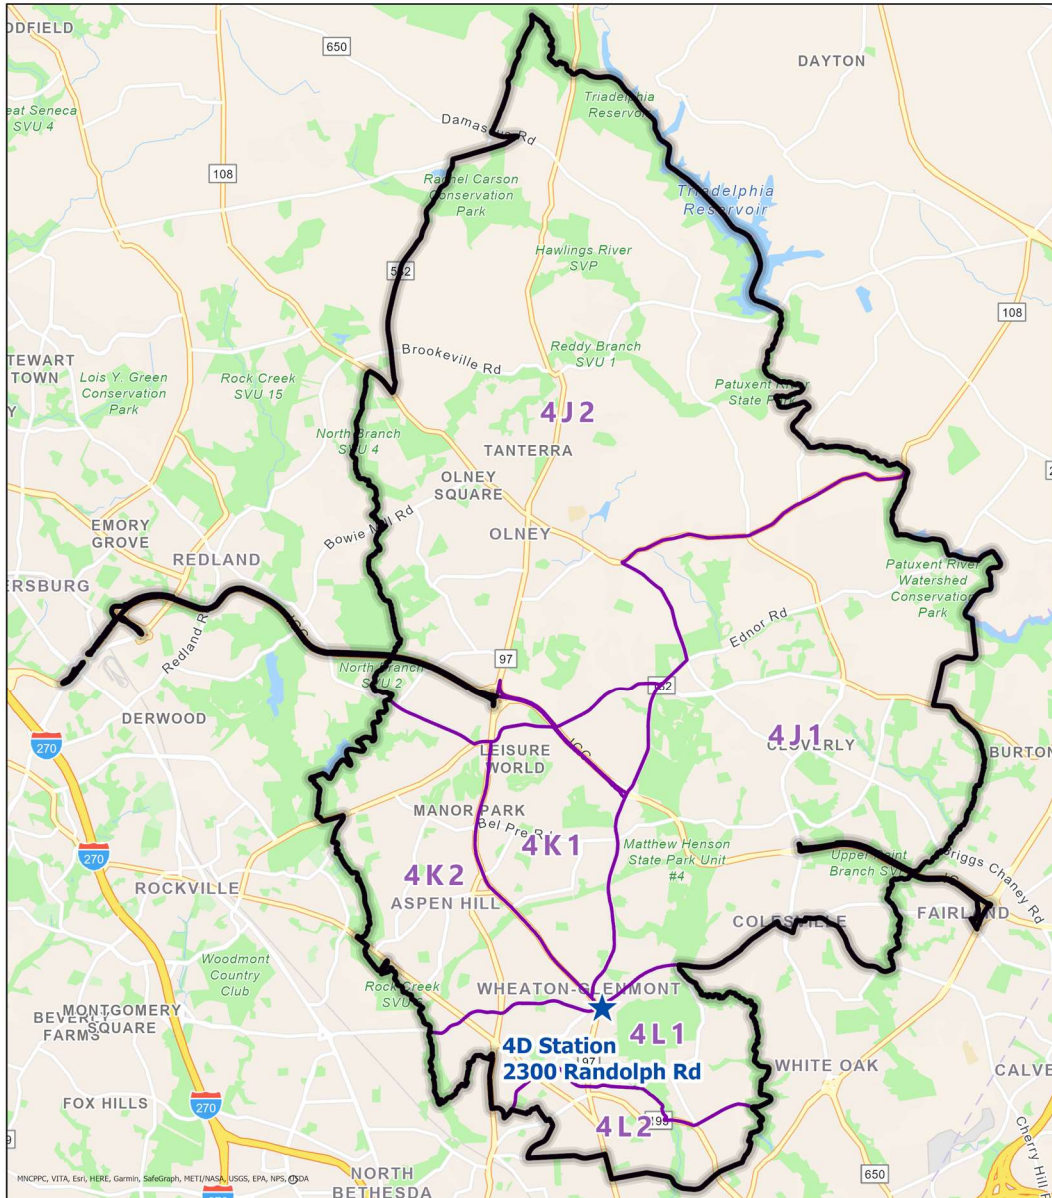 ODFIELD
650
DAYTON
Triadelphia
Reservoir
eat Seneca
SVU 4
Damascus Rd
108
Rachel Carson
Conservation
Park
Triadelphia
Reservoir
Hawlings River
SVP
108
TEWART
TOWN
Lois Y. Green
Conservation
Park
Rock Creek
SVU 15
Brookeville Rd
Reddy Branch
SVU 1
Patuxent River
State Park
4J2
North Branch
SVU 4
TANTERRA
OLNEY
SQUARE
EMORY
GROVE
Bowie Mill Rd
OLNEY
REDLAND
ERSBURG
Patuxent River
Watershed
Conservation
Park
Redland R
ICC
Ednor Rd
97
North Branch
SVU 2
182
DERWOOD
270
4J1
CLOVERLY
BURTON
LEISURE
WORLD
ICC
MANOR PARK
Bel Pre Rd
4K1
Matthew Henson
State Park Unit
#4
Upper Paint
Branch SVU
Briggs Chaney Rd
270
ROCKVILLE
4K2
ASPEN HILL
COLESVILLE
FAIRLAND
Woodmont
Country
Club
Rock Creek
WHEATON-GLENMONT
MONTGOMERY
SQUARE
BEVERLY
FARMS
4L1
4D Station
2300 Randolph Rd
97
WHITE OAK
CALVE
FOX HILLS
270
4L2
193
Cherry Hill
650
NORTH
BETHESDA
MNCPPC, VITA, Esri, HERE, Garmin, SafeGraph, METI/NASA, USGS, EPA, NPS, USDA